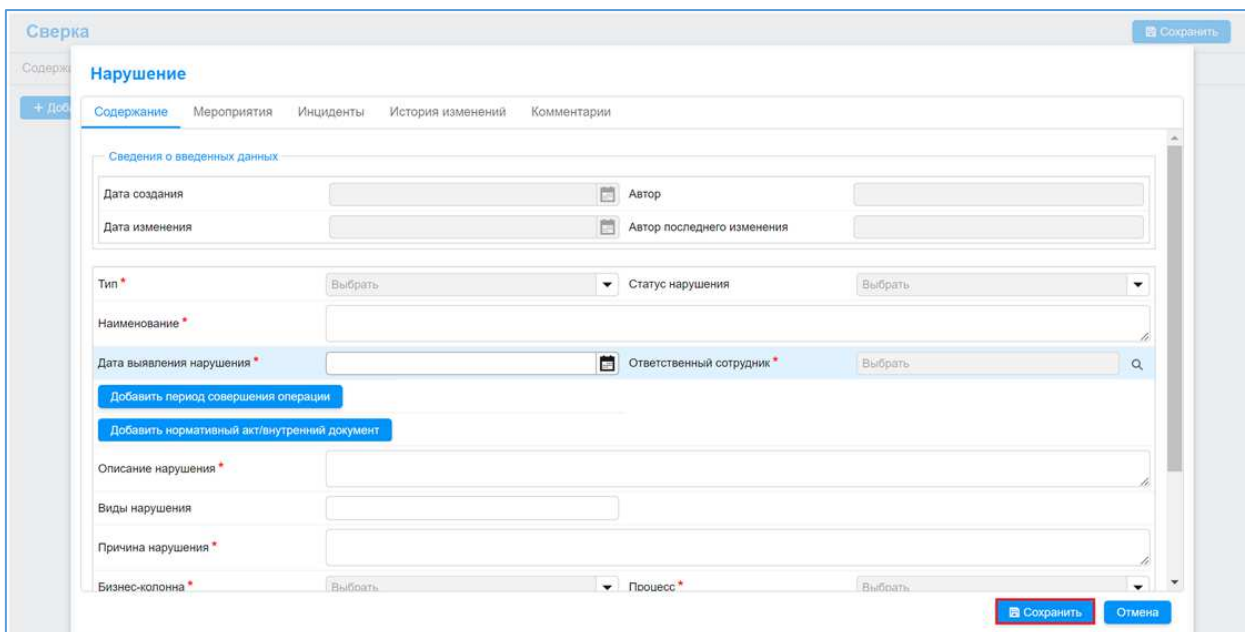 Сверка
Сохранить
Нарушение
Содержание Мероприятия Инциденты История изменений Комментарии
Сведения о введенных данных
Дата создания Автор
Дата изменения Автор последнего изменения
Тип * Выбрать Статус нарушения Выбрать
Наименование *
Дата выявления нарушения * Ответственный сотрудник * Выбрать
Добавить период совершения операции
Добавить нормативный акт/внутренний документ
Описание нарушения *
Виды нарушения
Причина нарушения *
Бизнес-колонна * Выбрать Процесс * Выбрать
Сохранить Отмена